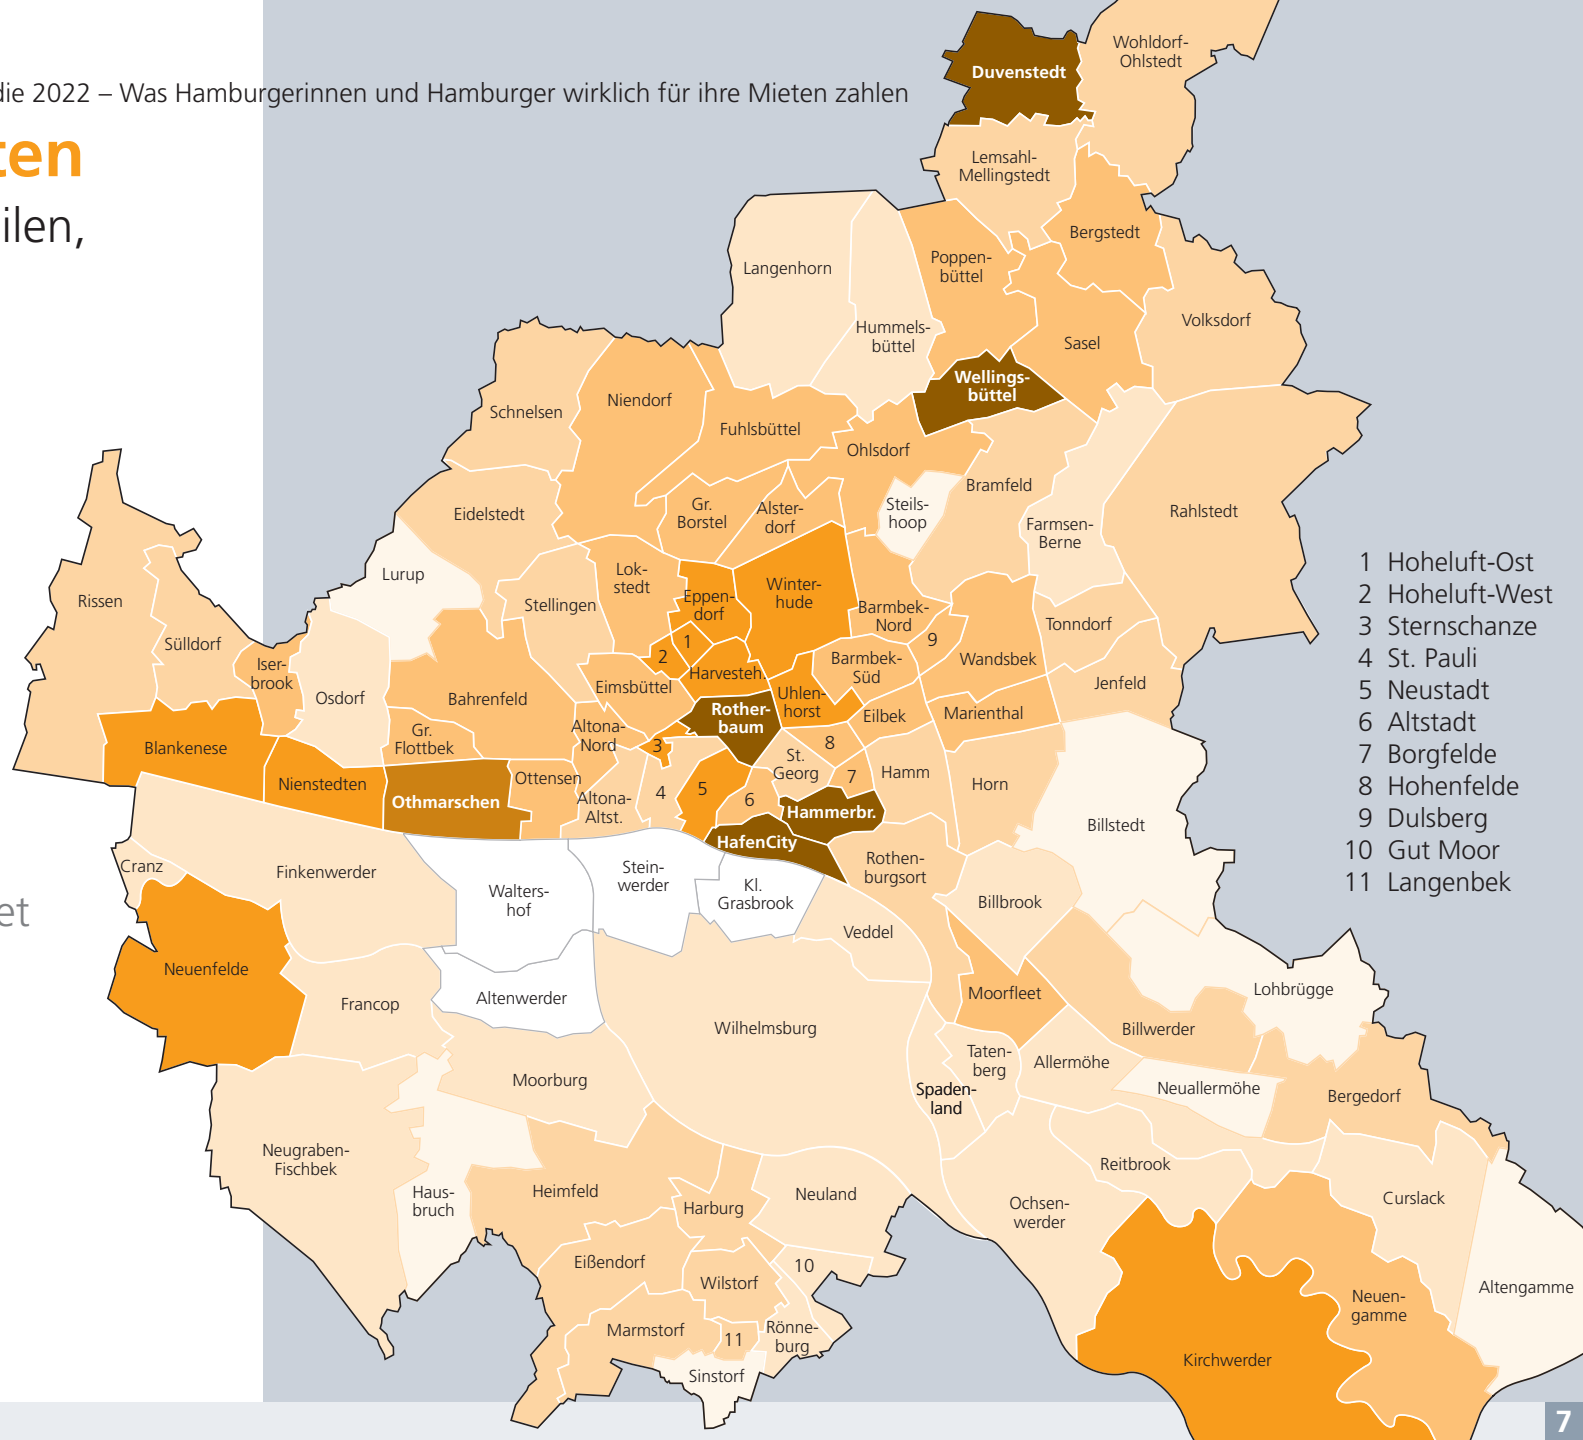 die 2022 – Was Hamburgerinnen und Hamburger wirklich für ihre Mieten zahlen
ten
ilen,
et
Duvenstedt
Wohldorf-
Ohlstedt
Lemsahl-
Mellingstedt
Bergstedt
Poppen-
büttel
Langenhorn
Hummels-
büttel
Sasel
Volksdorf
Wellings-
büttel
Schnelsen
Niendorf
Fuhlsbüttel
Ohlsdorf
Bramfeld
Steils-
hoop
Farmsen-
Berne
Rahlstedt
Eidelstedt
Gr.
Borstel
Alster-
dorf
Lurup
Lok-
stedt
Stellingen
Eppen-
dorf
Winter-
hude
Barmbek-
Nord
9
Tonndorf
Rissen
Sülldorf
Iser-
brook
Osdorf
Bahrenfeld
Eimsbüttel
2
1
Harvesteh.
Uhlen-
horst
Barmbek-
Süd
Wandsbek
Jenfeld
Eilbek
Marienthal
Blankenese
Nienstedten
Gr.
Flottbek
Othmarschen
Ottensen
Altona-
Nord
Altona-
Altst.
3
4
5
6
Rother-
baum
St.
Georg
8
7
Hamm
Horn
Hammerbr.
HafenCity
Billstedt
Cranz
Finkenwerder
Walters-
hof
Stein-
werder
Kl.
Grasbrook
Rothen-
burgsort
Billbrook
Veddel
Neuenfelde
Francop
Altenwerder
Wilhelmsburg
Moorfleet
Lohbrügge
Billwerder
Moorburg
Taten-
berg
Spaden-
land
Allermöhe
Neuallermöhe
Bergedorf
Neugraben-
Fischbek
Haus-
bruch
Heimfeld
Harburg
Neuland
Reitbrook
Ochsen-
werder
Curslack
Eißendorf
Wilstorf
10
Marmstorf
11
Rönne-
burg
Sinstorf
Kirchwerder
Neuen-
gamme
Altengamme
1 Hoheluft-Ost
2 Hoheluft-West
3 Sternschanze
4 St. Pauli
5 Neustadt
6 Altstadt
7 Borgfelde
8 Hohenfelde
9 Dulsberg
10 Gut Moor
11 Langenbek
7